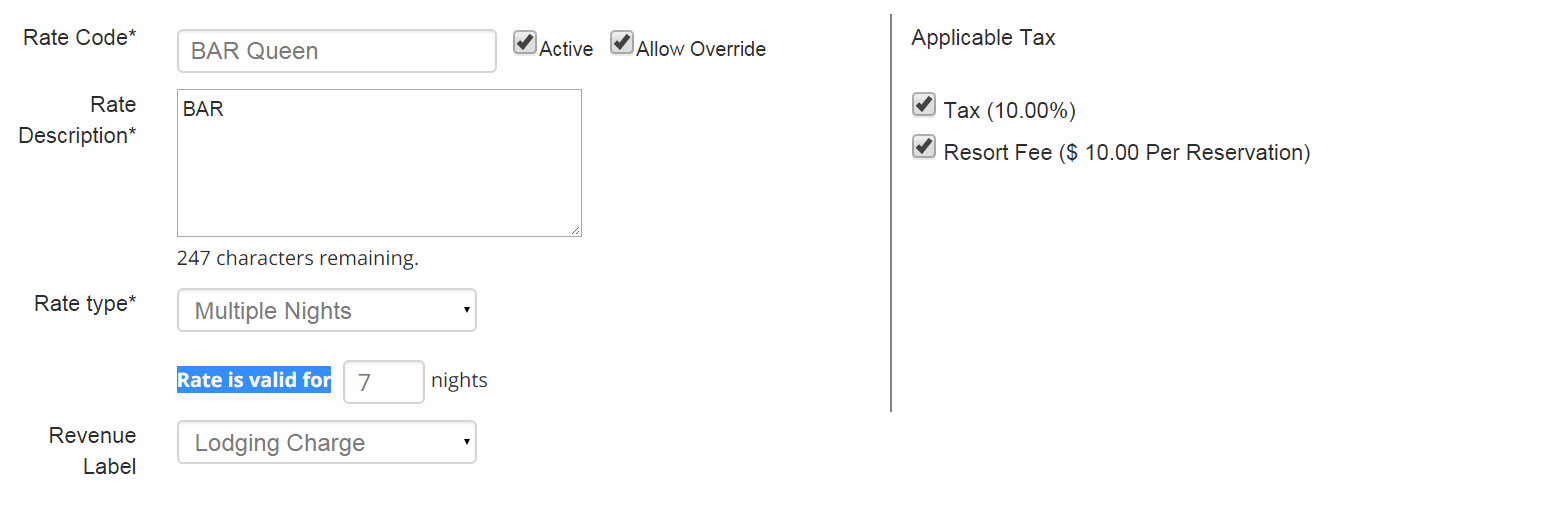 Rate Code*
BAR Queen
Active
Allow Override
Rate
Description*
BAR
247 characters remaining.
Rate type*
Multiple Nights
Rate is valid for 7 nights
Revenue
Label
Lodging Charge
Applicable Tax
Tax (10.00%)
Resort Fee ($ 10.00 Per Reservation)